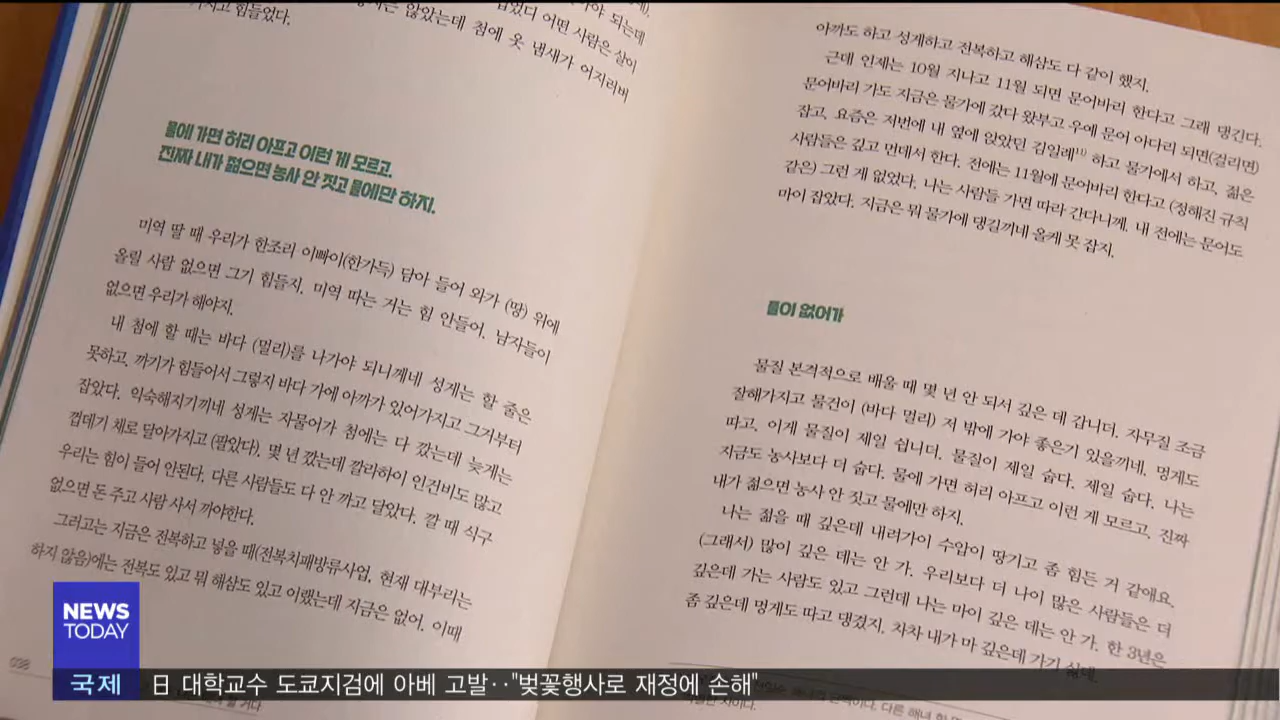 가지고 힘들었다.
않았는데 첨에 옷 냄새가 어지러버
어떤 사람은 살이
되는데
물에 가면 허리 아프고 이런 게 모르고.
진짜 내가 젊으면 농사 안 짓고 물에만 하지.
미역 딸 때 우리가 한조리 이빠이(한가득) 담아 들어 와가 (땅) 위에
올릴 사람 없으면 그기 힘들지. 미역 따는 거는 힘 안들어. 남자들이
없으면 우리가 해야지.
내 첨에 할 때는 바다 (멀리)를 나가야 되니께네 성게는 할 줄은
못하고. 까기가 힘들어서 그렇지 바다 가에 아까가 있어가지고 그거부터
잡았다. 익숙해지기끼네 성게는 자물어가 첨에는 다 깠는데 늦게는
껍데기 체로 달아가지고 (팔았다). 몇 년 깠는데 깔라하이 인건비도 많고
우리는 힘이 들어 안된다. 다른 사람들도 다 안 까고 달았다. 깔 때 식구
없으면 돈 주고 사람 사서 까야한다.
그러고는 지금은 전복하고 넣을 때(전복치패방류사업. 현재 대부리는
하지 않음)에는 전복도 있고 뭐 해삼도 있고 이랬는데 지금은 없어. 이때
038
아까도 하고 성게하고 전복하고 해삼도 다 같이 했지.
근데 인제는 10월 지나고 11월 되면 문어바리 한다고 그래 댕긴다.
문어바리 가도 지금은 물가에 갔다 왔부고 우예 문어 아다리 되면(걸리면)
잡고, 요즘은 저번에 내 옆에 앉았던 김일례11) 하고 물가에서 하고, 젊은
사람들은 깊고 먼데서 한다. 전에는 11월에 문어바리 한다고 (정해진 규칙
같은) 그런 게 없었다. 나는 사람들 가면 따라 간다니께. 내 전에는 문어도
마이 잡았다. 지금은 뭐 물가에 댕길끼네 올케 못 잡지.
물이 없어가
물질 본격적으로 배울 때 몇 년 안 되서 깊은 데 갑니더. 자무질 조금
잘해가지고 물건이 (바다 멀리) 저 밖에 가야 좋은기 있을끼네. 멍게도
따고. 이게 물질이 제일 쉽니더. 물질이 제일 숩다. 제일 숩다. 나는
지금도 농사보다 더 숩다. 물에 가면 허리 아프고 이런 게 모르고, 진짜
내가 젊으면 농사 안 짓고 물에만 하지.
나는 젊을 때 깊은데 내려가이 수압이 땅기고 좀 힘든 거 같애요.
(그래서) 많이 깊은 데는 안 가. 우리보다 더 나이 많은 사람들은 더
깊은데 가는 사람도 있고 그런데 나는 마이 깊은 데는 안 가. 한 3년은
좀 깊은데 멍게도 따고 댕겼지. 차차 내가 마 깊은데 가기 싫데.
NEWS
TODAY
국제 日 대학교수 도쿄지검에 아베 고발‥"벚꽃행사로 재정에 손해"